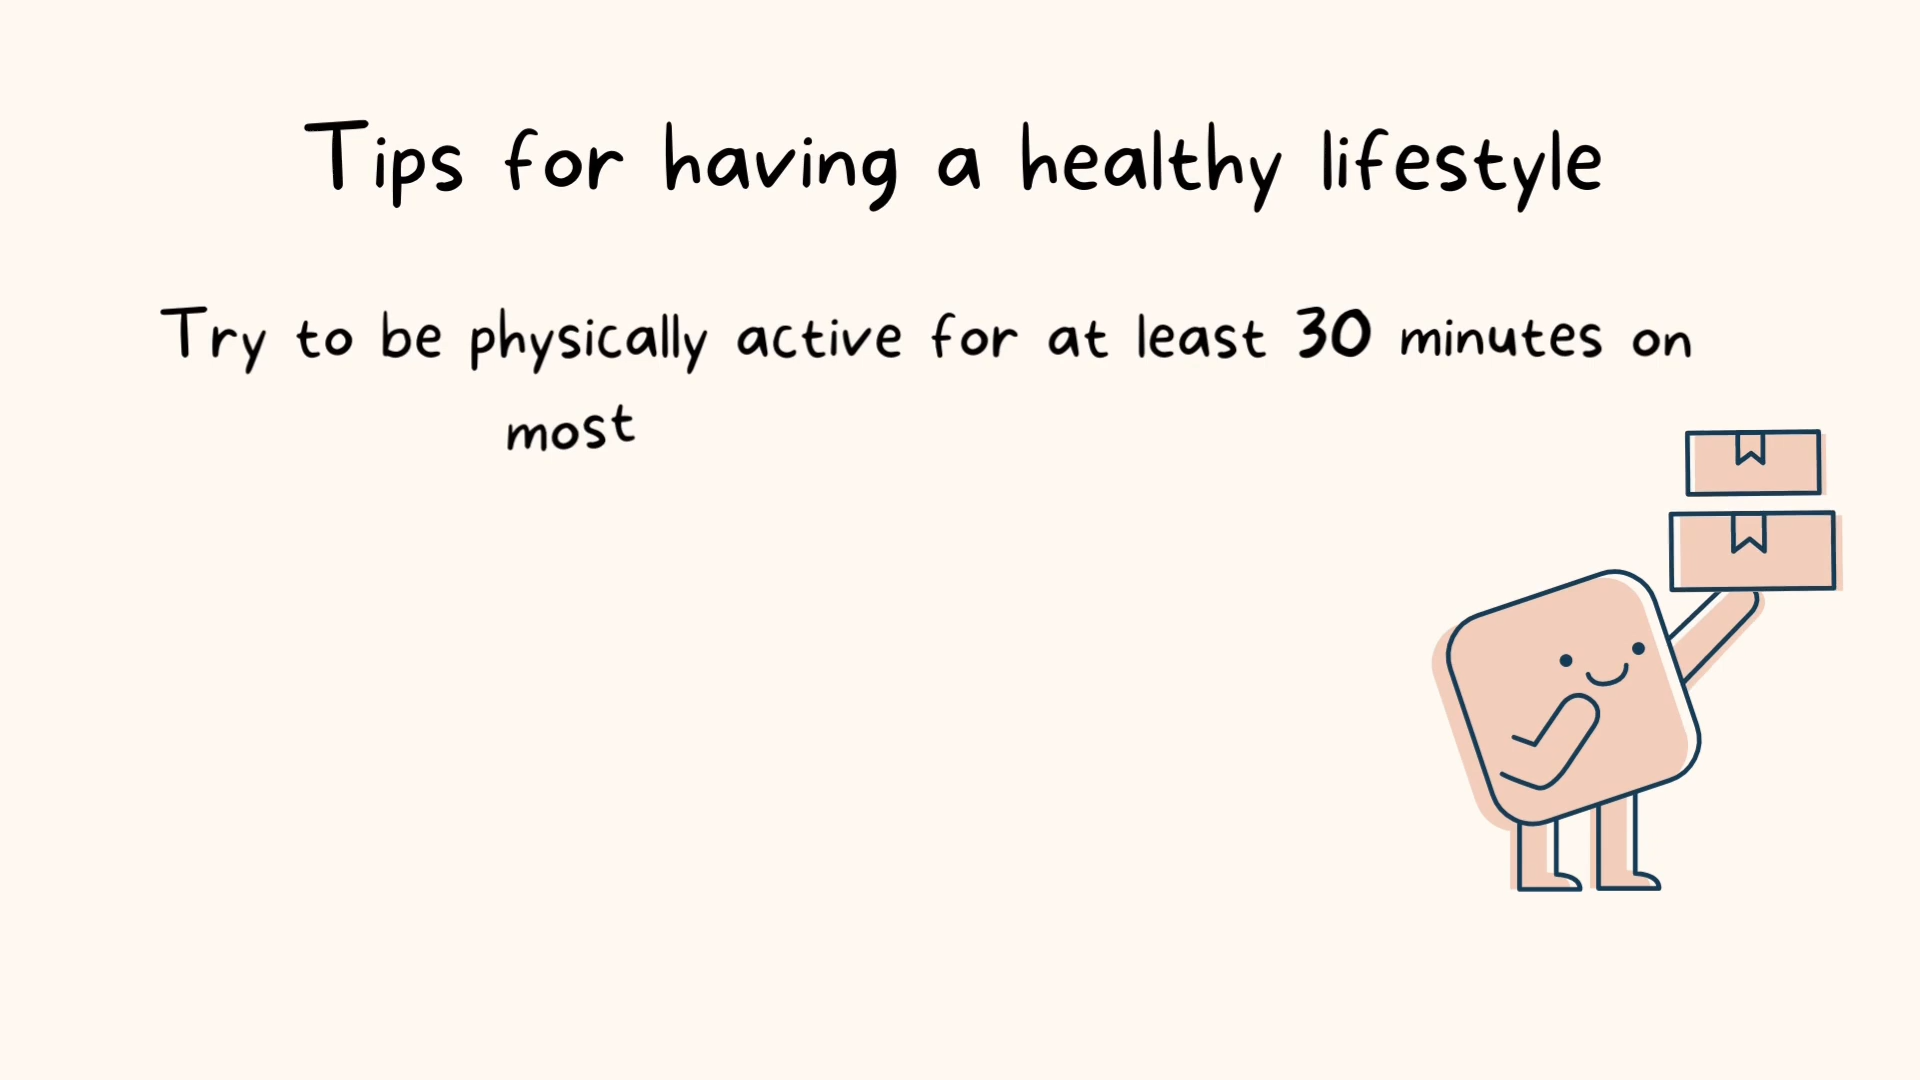 Tips for having a healthy lifestyle
Try to be physically active for at least 30 minutes on
most